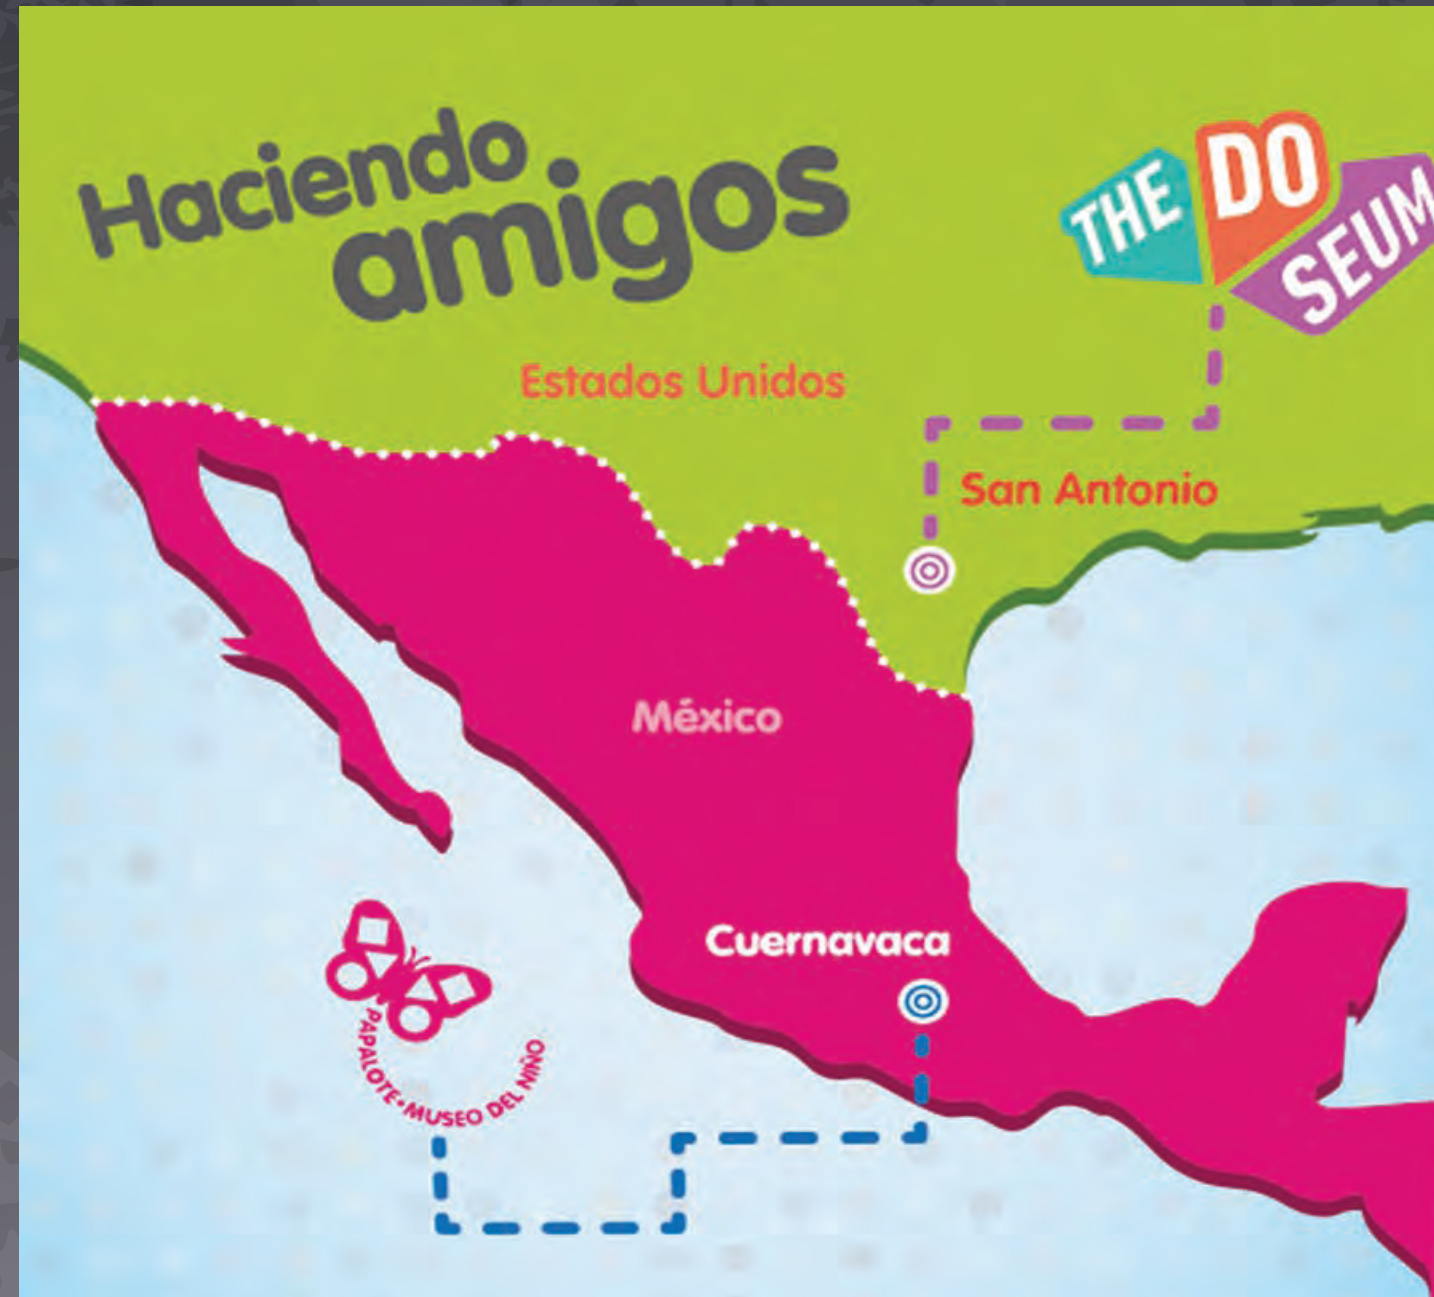 Haciendo
amigos
THE
DO
SEUM
Estados Unidos
San Antonio
México
Cuernavaca
PAPALOTE•MUSEO DEL NIÑO